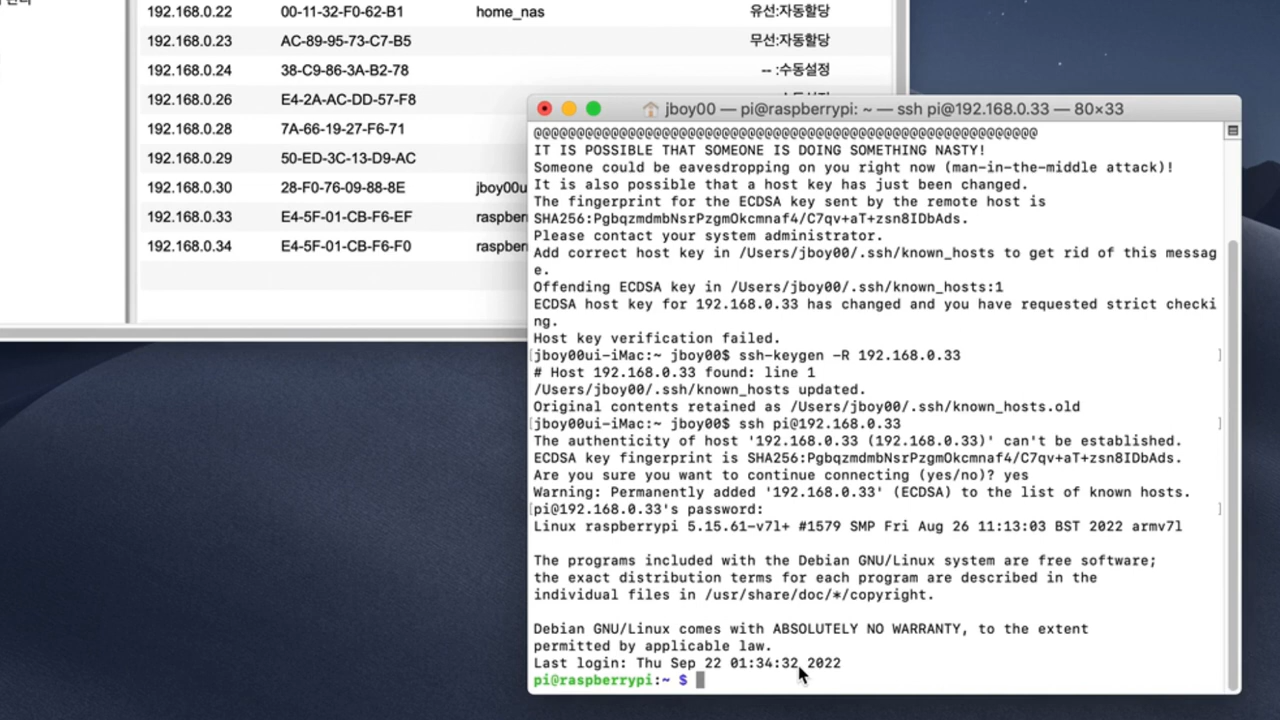 192.168.0.22 00-11-32-F0-62-B1 home_nas 유선:자동할당
192.168.0.23 AC-89-95-73-C7-B5 무선:자동할당
192.168.0.24 38-C9-86-3A-B2-78 -- :수동설정
192.168.0.26 E4-2A-AC-DD-57-F8
192.168.0.28 7A-66-19-27-F6-71
192.168.0.29 50-ED-3C-13-D9-AC
192.168.0.30 28-F0-76-09-88-8E jboy00u
192.168.0.33 E4-5F-01-CB-F6-EF raspber
192.168.0.34 E4-5F-01-CB-F6-F0 raspber
jboy00 — pi@raspberrypi: ~ — ssh pi@192.168.0.33 — 80×33
@@@@@@@@@@@@@@@@@@@@@@@@@@@@@@@@@@@@@@@@@@@@@@@@@@@@@@@@@@@
IT IS POSSIBLE THAT SOMEONE IS DOING SOMETHING NASTY!
Someone could be eavesdropping on you right now (man-in-the-middle attack)!
It is also possible that a host key has just been changed.
The fingerprint for the ECDSA key sent by the remote host is
SHA256:PgbqzmdmbNsrPzgmOkcmnaf4/C7qv+aT+zsn8IDbAds.
Please contact your system administrator.
Add correct host key in /Users/jboy00/.ssh/known_hosts to get rid of this messag
e.
Offending ECDSA key in /Users/jboy00/.ssh/known_hosts:1
ECDSA host key for 192.168.0.33 has changed and you have requested strict checki
ng.
Host key verification failed.
[jboy00ui-iMac:~ jboy00$ ssh-keygen -R 192.168.0.33 ]
# Host 192.168.0.33 found: line 1
/Users/jboy00/.ssh/known_hosts updated.
Original contents retained as /Users/jboy00/.ssh/known_hosts.old
[jboy00ui-iMac:~ jboy00$ ssh pi@192.168.0.33 ]
The authenticity of host '192.168.0.33 (192.168.0.33)' can't be established.
ECDSA key fingerprint is SHA256:PgbqzmdmbNsrPzgmOkcmnaf4/C7qv+aT+zsn8IDbAds.
Are you sure you want to continue connecting (yes/no)? yes
Warning: Permanently added '192.168.0.33' (ECDSA) to the list of known hosts.
[pi@192.168.0.33's password: ]
Linux raspberrypi 5.15.61-v7l+ #1579 SMP Fri Aug 26 11:13:03 BST 2022 armv7l
The programs included with the Debian GNU/Linux system are free software;
the exact distribution terms for each program are described in the
individual files in /usr/share/doc/*/copyright.
Debian GNU/Linux comes with ABSOLUTELY NO WARRANTY, to the extent
permitted by applicable law.
Last login: Thu Sep 22 01:34:32 2022
pi@raspberrypi:~ $